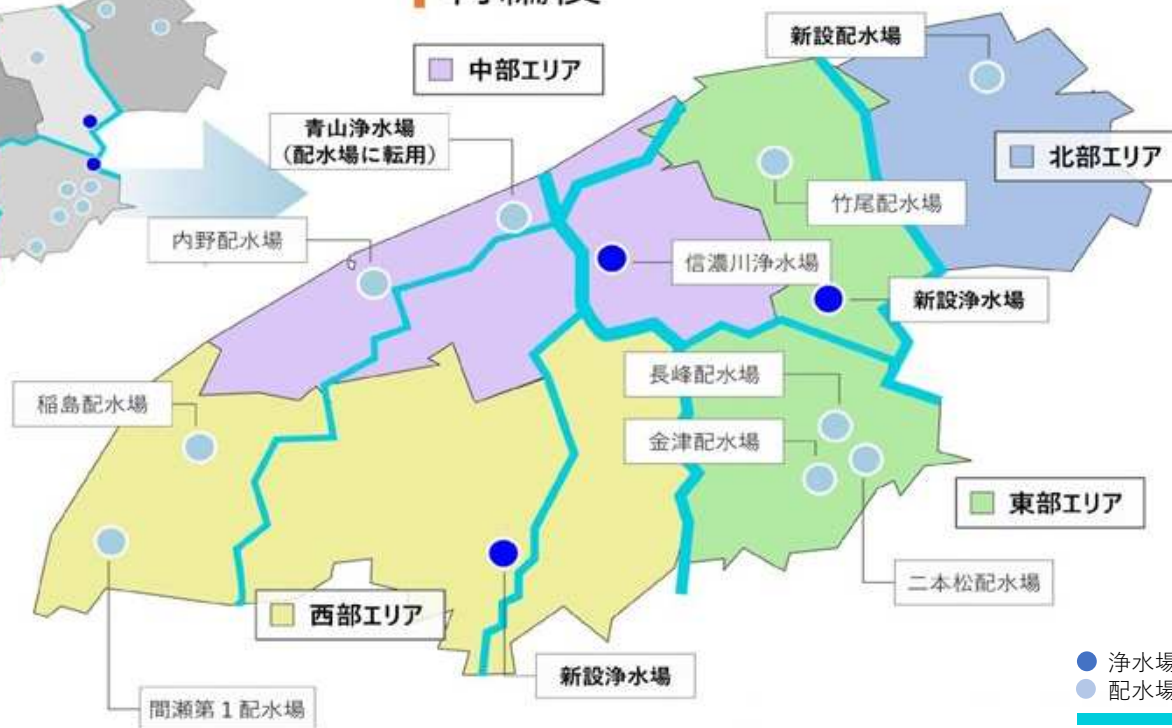 新設配水場
中部エリア
青山浄水場
（配水場に転用）
北部エリア
竹尾配水場
内野配水場
信濃川浄水場
新設浄水場
長峰配水場
稲島配水場
金津配水場
東部エリア
二本松配水場
西部エリア
新設浄水場
間瀬第１配水場
浄水場
配水場